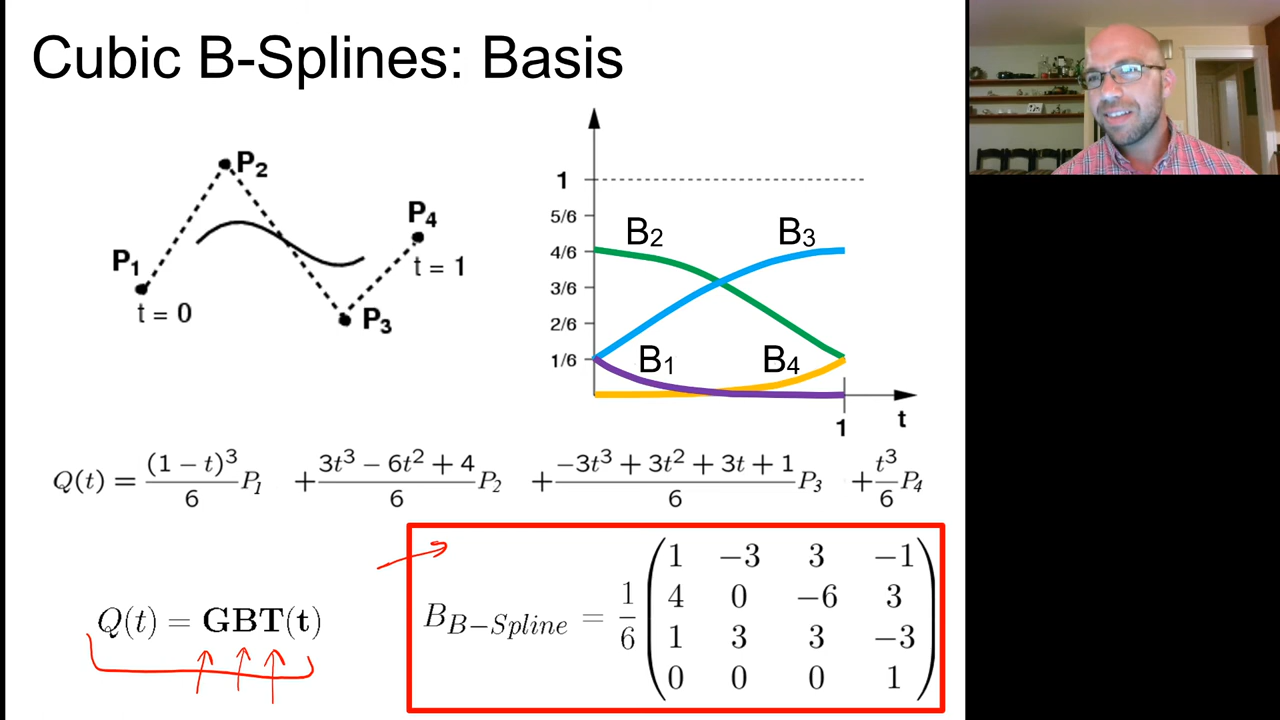 Cubic B-Splines: Basis
P₂
P₁
t = 0
P₃
P₄
t = 1
1
5/6
4/6
3/6
2/6
1/6
B₂
B₃
B₁
B₄
1
t
Q(t) = (1 − t)³/6 P₁ + 3t³ − 6t² + 4/6 P₂ + −3t³ + 3t² + 3t + 1/6 P₃ + t³/6 P₄
Q(t) = GBT(t)
B_{B−Spline} = 1/6
1 −3 3 −1
4 0 −6 3
1 3 3 −3
0 0 0 1